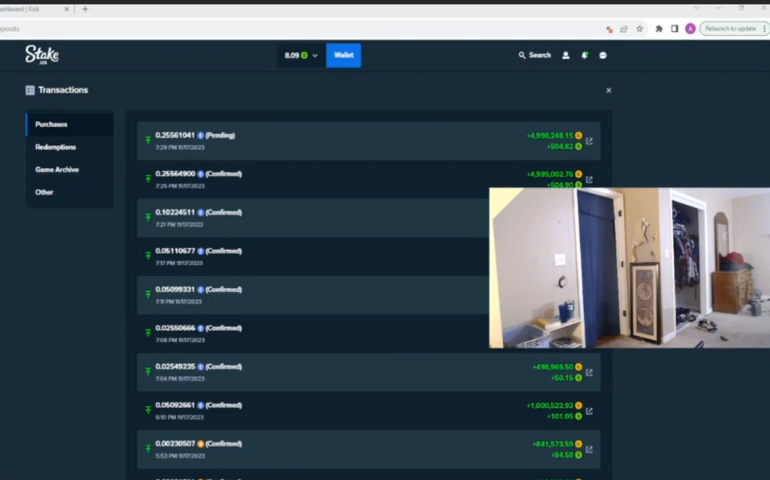 ashboard | Kick
eposits
Relaunch to update
Stake
.us
8.09
Wallet
Search
Transactions
Purchases
Redemptions
Game Archive
Other
0.25561041 (Pending)
7:29 PM 11/17/2023
+4,998,248.15
+504.82
0.25564900 (Confirmed)
7:25 PM 11/17/2023
+4,999,002.76
+504.90
0.10224511 (Confirmed)
7:21 PM 11/17/2023
0.05110677 (Confirmed)
7:17 PM 11/17/2023
0.05099331 (Confirmed)
7:11 PM 11/17/2023
0.02550666 (Confirmed)
7:08 PM 11/17/2023
0.02549235 (Confirmed)
7:04 PM 11/17/2023
+498,969.50
+50.15
0.05092661 (Confirmed)
6:10 PM 11/17/2023
+1,000,522.92
+101.05
0.00230507 (Confirmed)
5:53 PM 11/17/2023
+841,573.59
+84.50